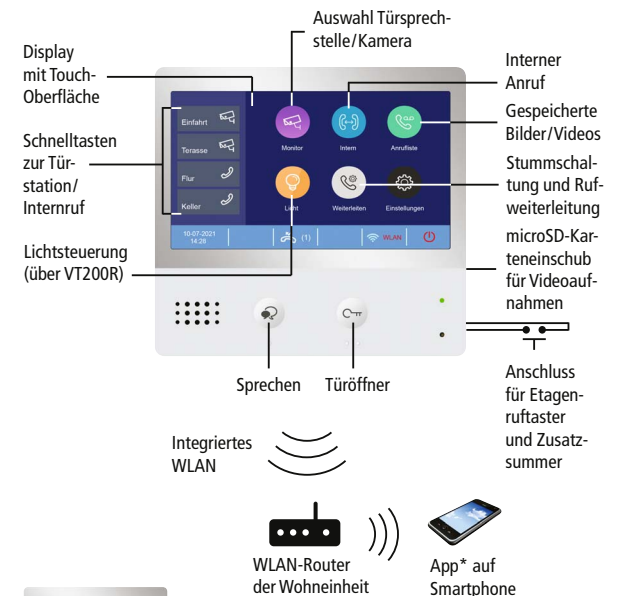 Auswahl Türsprech-
stelle/Kamera
Display
mit Touch-
Oberfläche
Interner
Anruf
Gespeicherte
Bilder/Videos
Schnelltasten
zur Tür-
station/
Internruf
Stummschal-
tung und Ruf-
weiterleitung
Lichtsteuerung
(über VT200R)
microSD-Kar-
teneinschub
für Videoauf-
nahmen
Einfahrt
Terasse
Flur
Keller
Monitor
Intern
Anrufliste
Licht
Weiterleiten
Einstellungen
10-07-2021
14:29
(1)
WLAN
Sprechen
Türöffner
Anschluss
für Etagen-
ruftaster
und Zusatz-
summer
Integriertes
WLAN
WLAN-Router
der Wohneinheit
App* auf
Smartphone